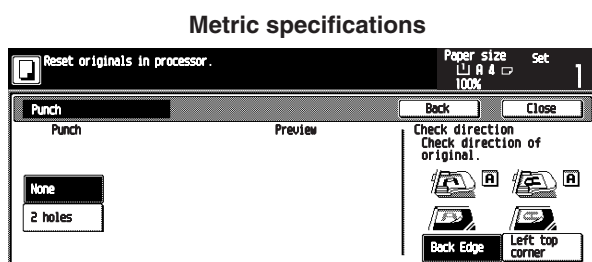 Metric specifications
Reset originals in processor.
Paper size
Set
A4
100%
1
Punch
Back
Close
Punch
Preview
Check direction
Check direction of
original.
A
A
None
2 holes
Back Edge
Left top
corner